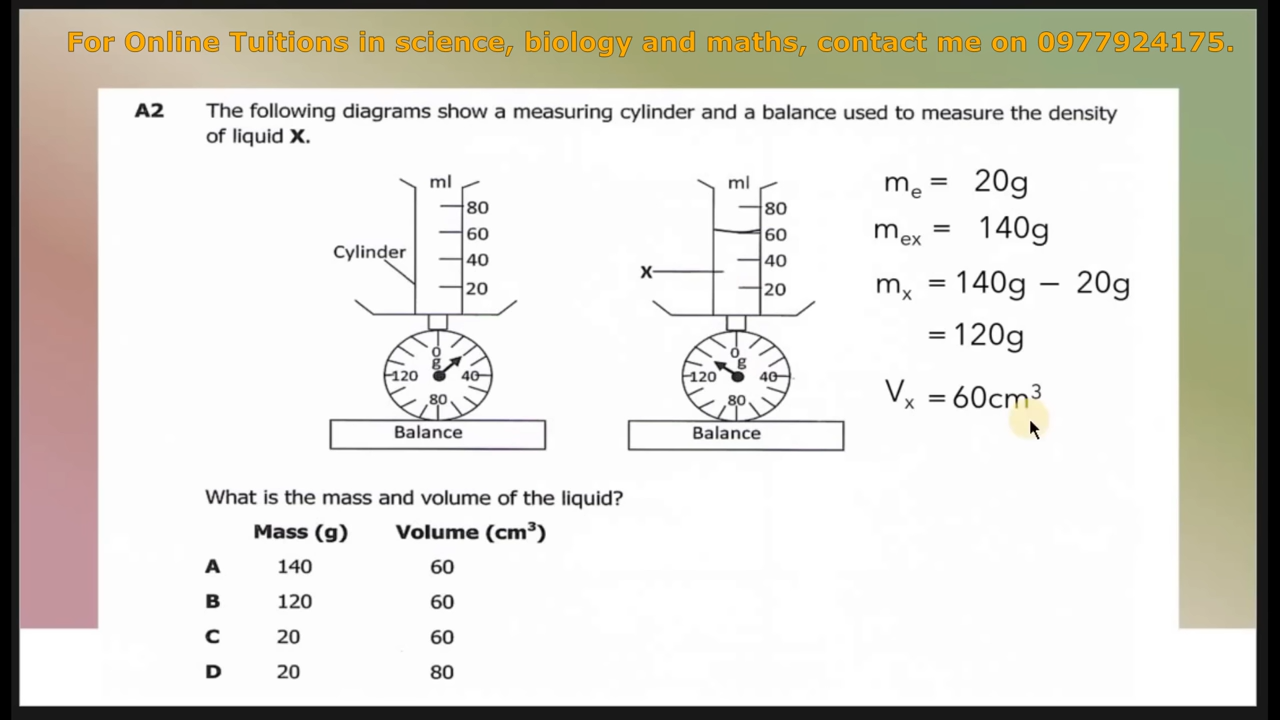 For Online Tuitions in science, biology and maths, contact me on 0977924175.
A2 The following diagrams show a measuring cylinder and a balance used to measure the density
of liquid X.
ml
80
60
Cylinder
40
20
0
g
120
40
80
Balance
ml
80
60
40
X
20
0
g
120
40
80
Balance
mₑ = 20g
mₑₓ = 140g
mₓ = 140g − 20g
= 120g
Vₓ = 60cm³
What is the mass and volume of the liquid?
Mass (g) Volume (cm³)
A 140 60
B 120 60
C 20 60
D 20 80